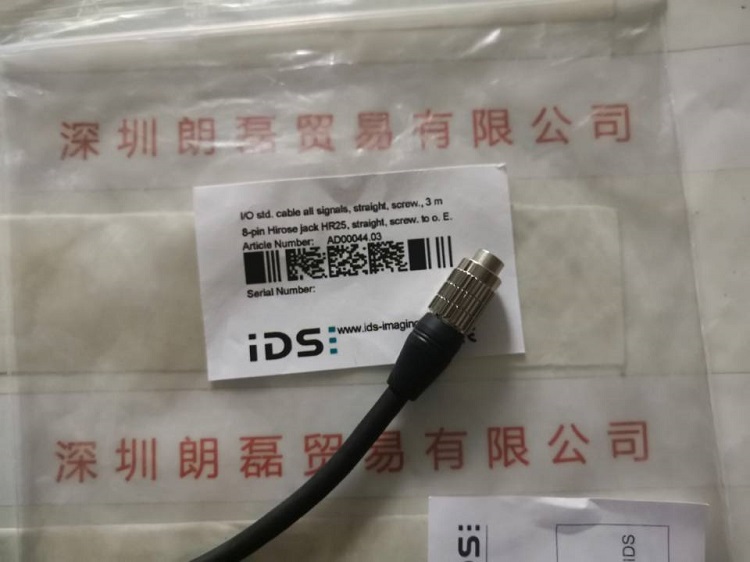 深圳朗磊贸易有限公司
I/O std. cable all signals, straight, screw., 3 m
8-pin Hirose jack HR25, straight, screw. to o. E.
Article Number: AD00044.03
Serial Number:
iDS www.ids-imaging
深圳朗磊贸易有限公司
iDS